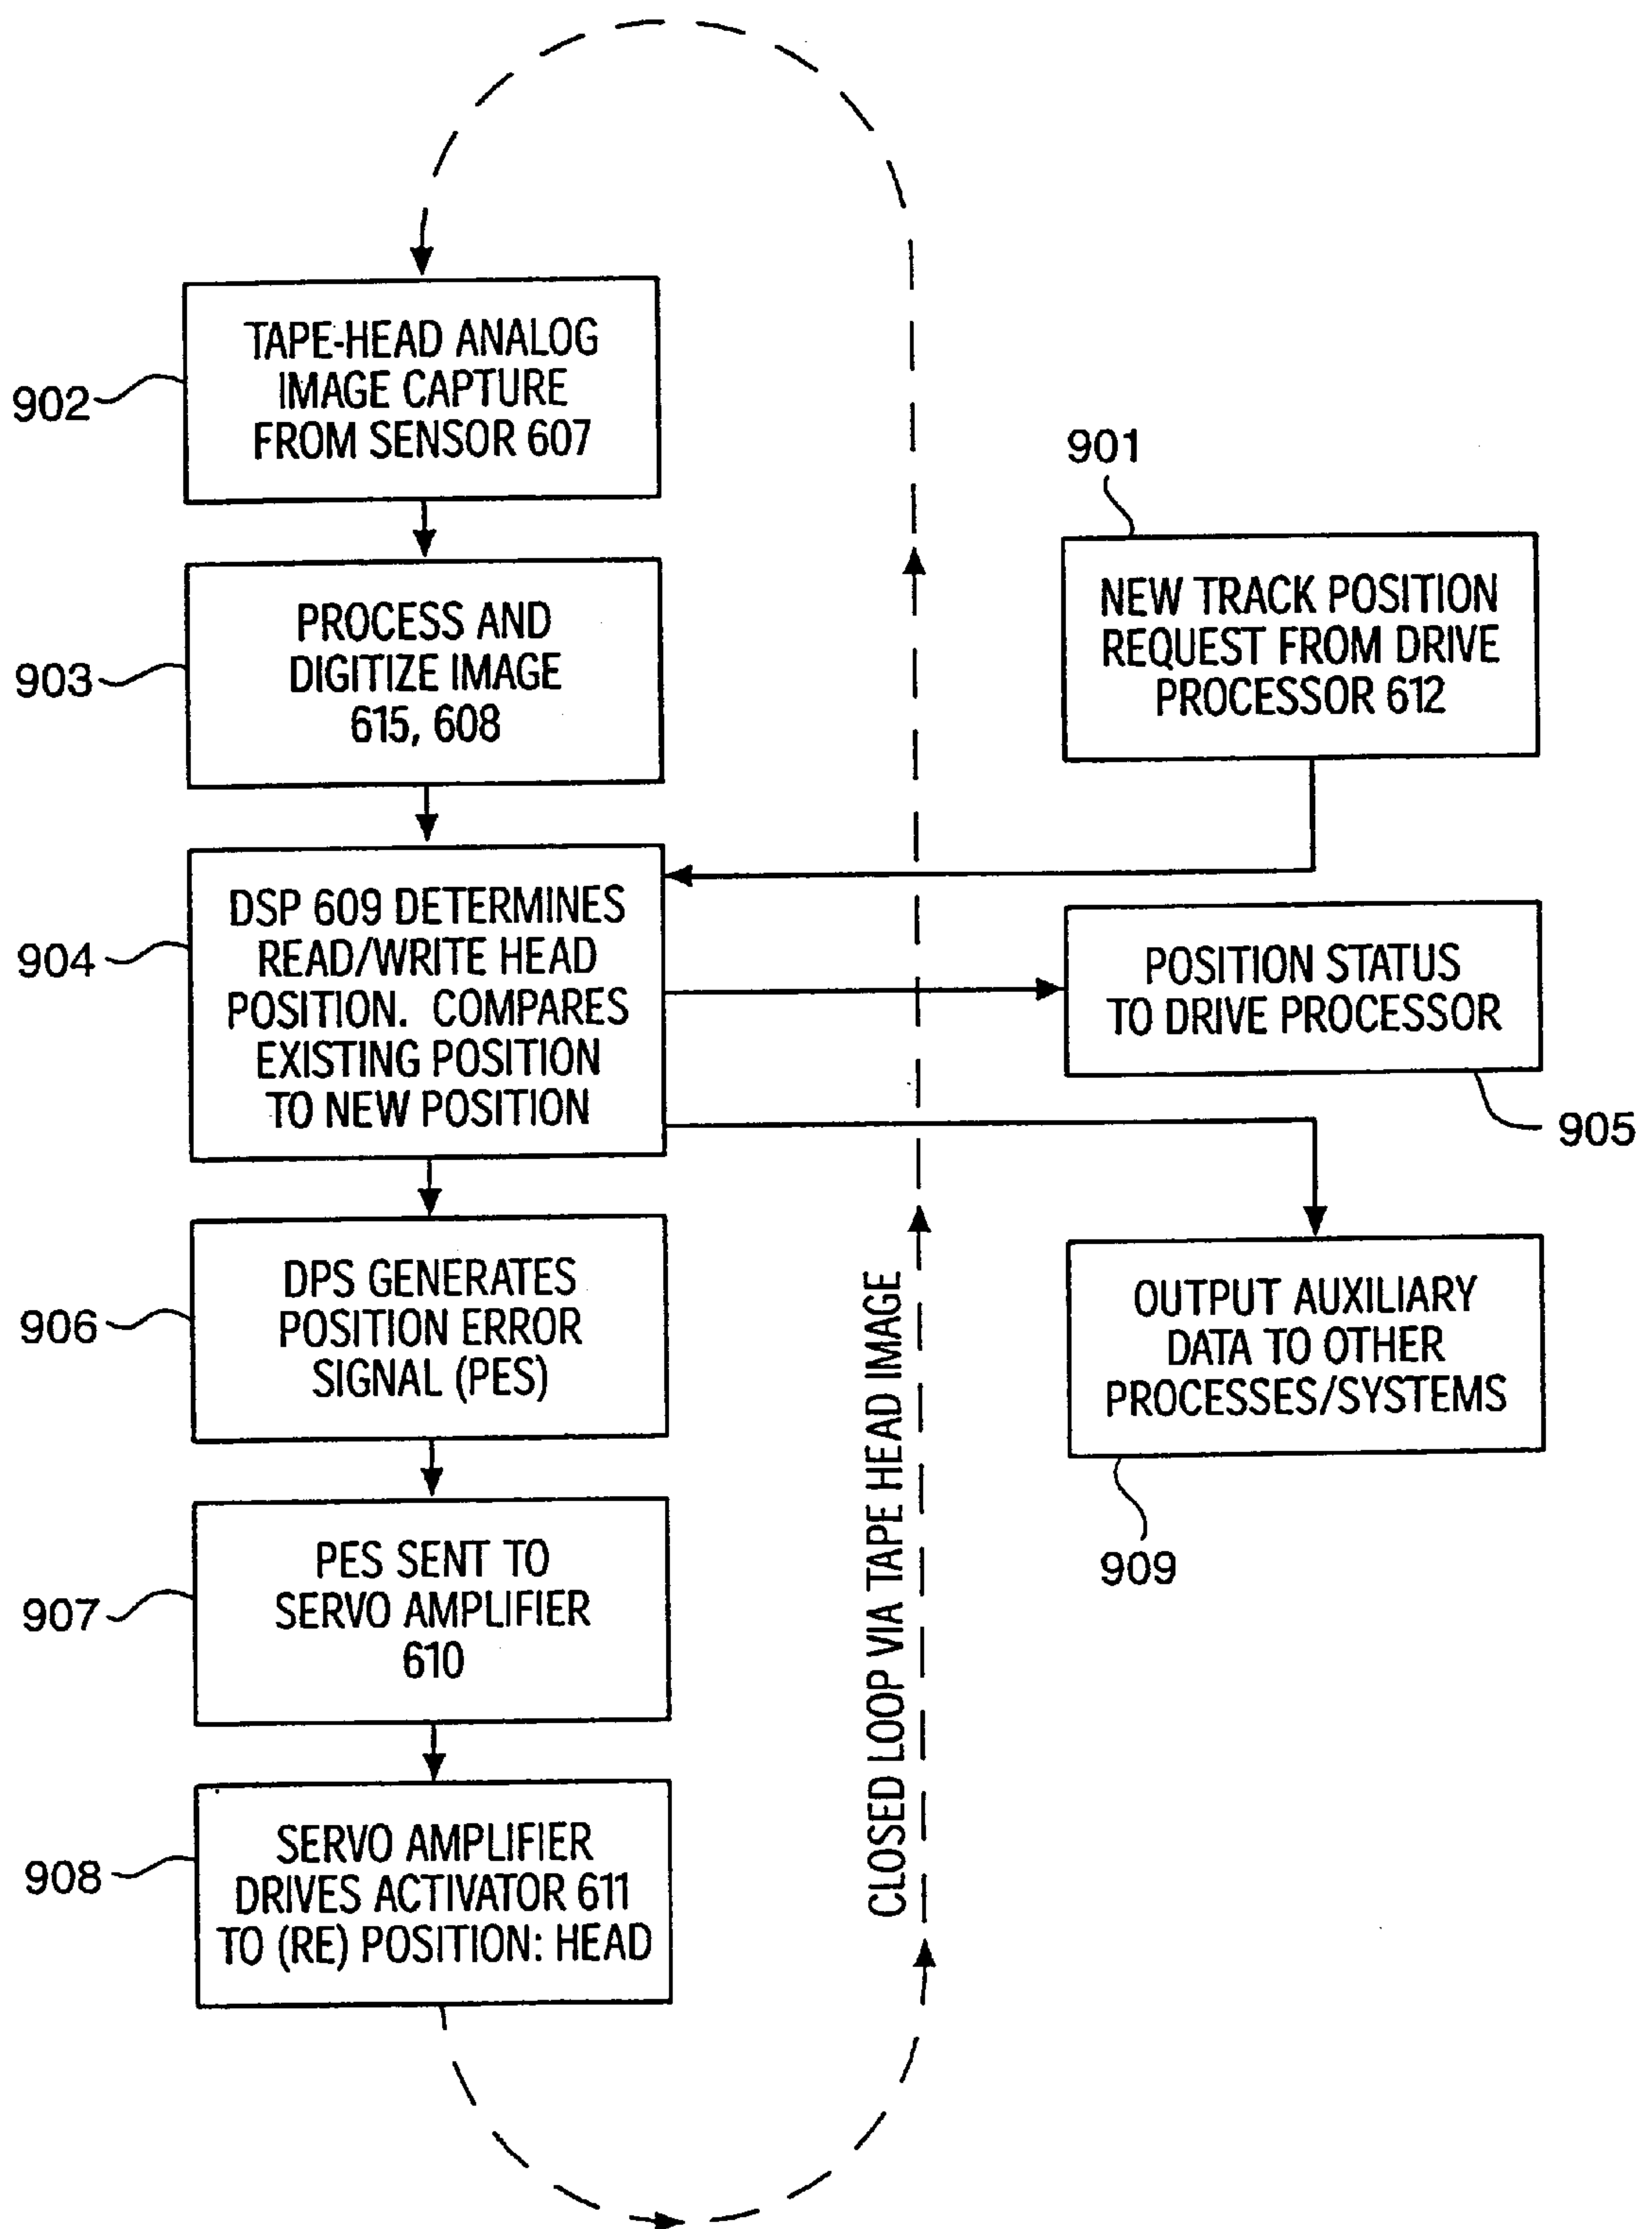 902
TAPE-HEAD ANALOG
IMAGE CAPTURE
FROM SENSOR 607
903
PROCESS AND
DIGITIZE IMAGE
615, 608
901
NEW TRACK POSITION
REQUEST FROM DRIVE
PROCESSOR 612
904
DSP 609 DETERMINES
READ/WRITE HEAD
POSITION. COMPARES
EXISTING POSITION
TO NEW POSITION
POSITION STATUS
TO DRIVE PROCESSOR
905
906
DPS GENERATES
POSITION ERROR
SIGNAL (PES)
OUTPUT AUXILIARY
DATA TO OTHER
PROCESSES/SYSTEMS
909
907
PES SENT TO
SERVO AMPLIFIER
610
908
SERVO AMPLIFIER
DRIVES ACTIVATOR 611
TO (RE) POSITION: HEAD
CLOSED LOOP VIA TAPE HEAD IMAGE